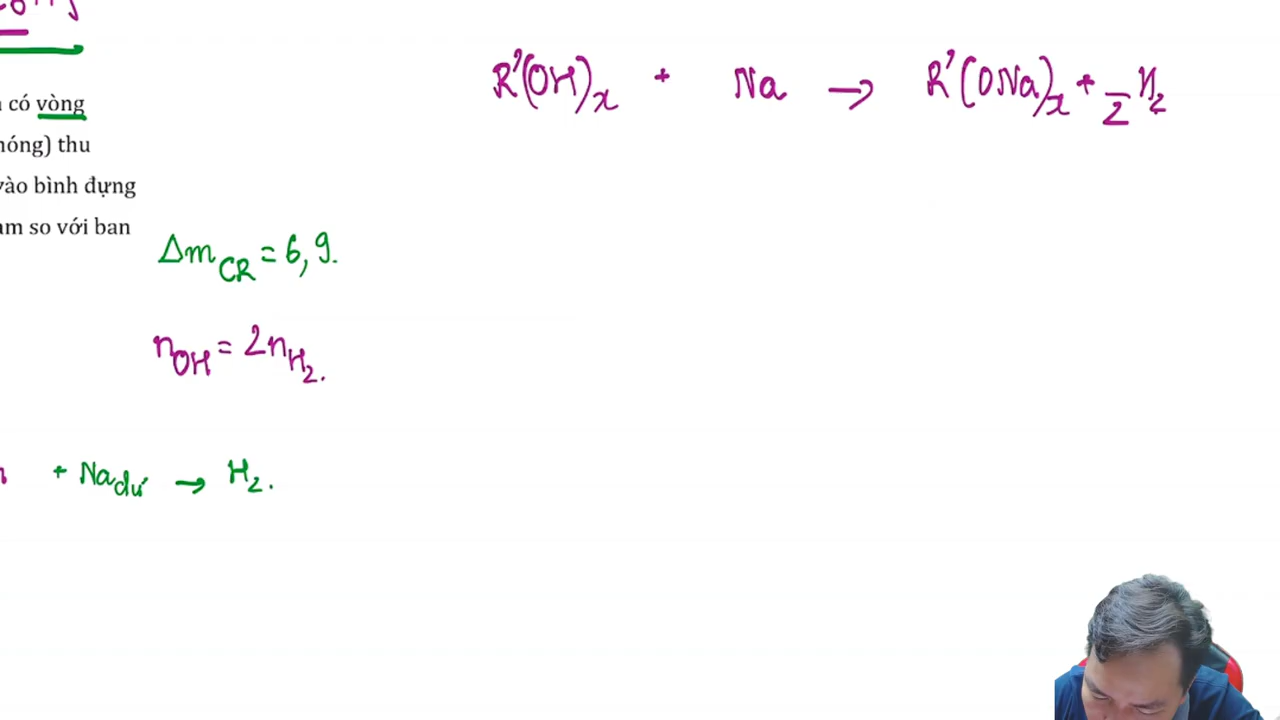 R'(OH)x + Na → R'(ONa)x + _/2 H2
có vòng
nóng) thu
vào bình đựng
so với ban
ΔmCR = 6,9.
nOH = 2nH2.
+ Nadư → H2.